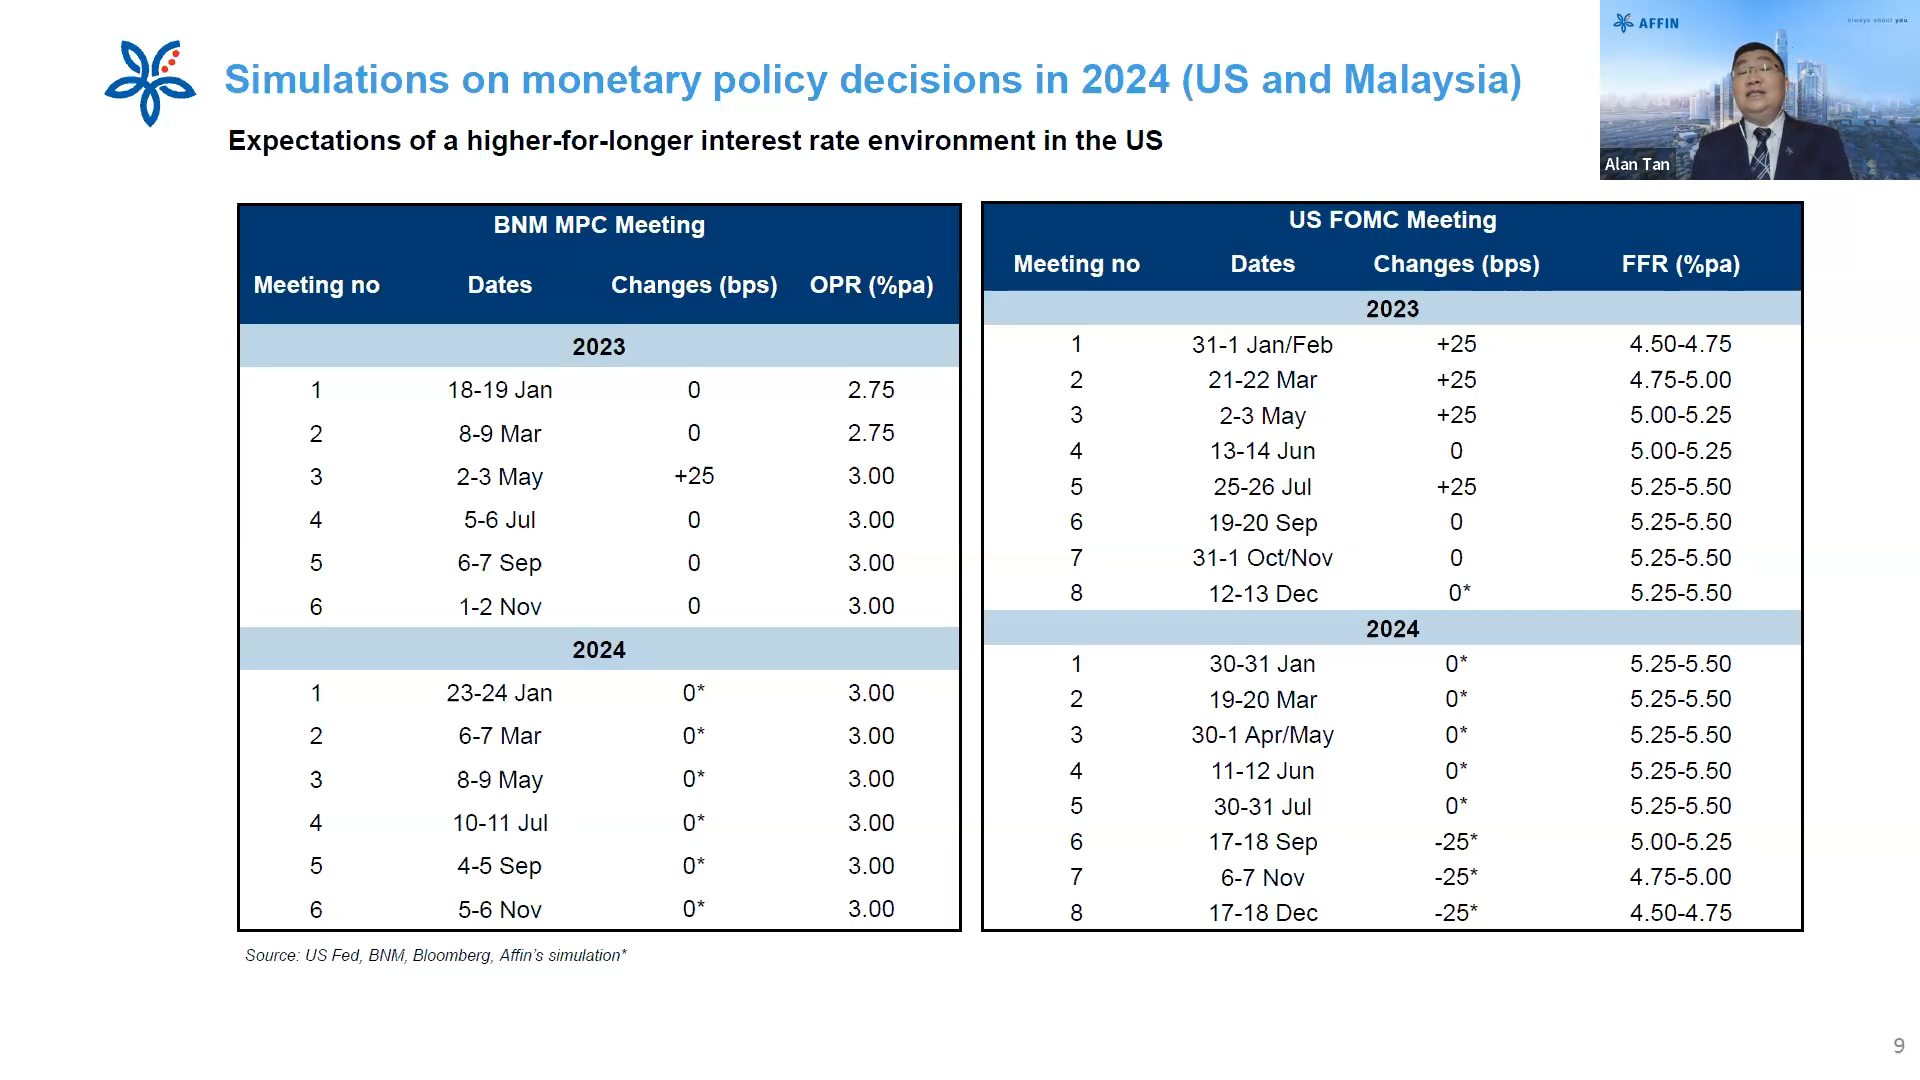 Simulations on monetary policy decisions in 2024 (US and Malaysia)
Expectations of a higher-for-longer interest rate environment in the US
AFFIN
always about you
Alan Tan
BNM MPC Meeting
Meeting no Dates Changes (bps) OPR (%pa)
2023
1 18-19 Jan 0 2.75
2 8-9 Mar 0 2.75
3 2-3 May +25 3.00
4 5-6 Jul 0 3.00
5 6-7 Sep 0 3.00
6 1-2 Nov 0 3.00
2024
1 23-24 Jan 0* 3.00
2 6-7 Mar 0* 3.00
3 8-9 May 0* 3.00
4 10-11 Jul 0* 3.00
5 4-5 Sep 0* 3.00
6 5-6 Nov 0* 3.00
US FOMC Meeting
Meeting no Dates Changes (bps) FFR (%pa)
2023
1 31-1 Jan/Feb +25 4.50-4.75
2 21-22 Mar +25 4.75-5.00
3 2-3 May +25 5.00-5.25
4 13-14 Jun 0 5.00-5.25
5 25-26 Jul +25 5.25-5.50
6 19-20 Sep 0 5.25-5.50
7 31-1 Oct/Nov 0 5.25-5.50
8 12-13 Dec 0* 5.25-5.50
2024
1 30-31 Jan 0* 5.25-5.50
2 19-20 Mar 0* 5.25-5.50
3 30-1 Apr/May 0* 5.25-5.50
4 11-12 Jun 0* 5.25-5.50
5 30-31 Jul 0* 5.25-5.50
6 17-18 Sep -25* 5.00-5.25
7 6-7 Nov -25* 4.75-5.00
8 17-18 Dec -25* 4.50-4.75
Source: US Fed, BNM, Bloomberg, Affin's simulation*
9